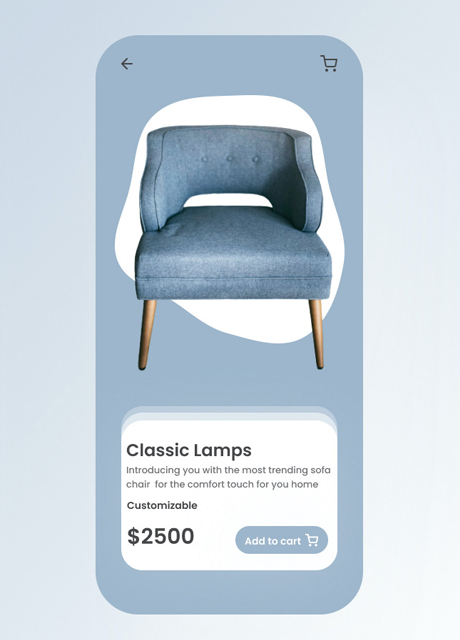 Classic Lamps
Introducing you with the most trending sofa
chair for the comfort touch for you home
Customizable
$2500
Add to cart